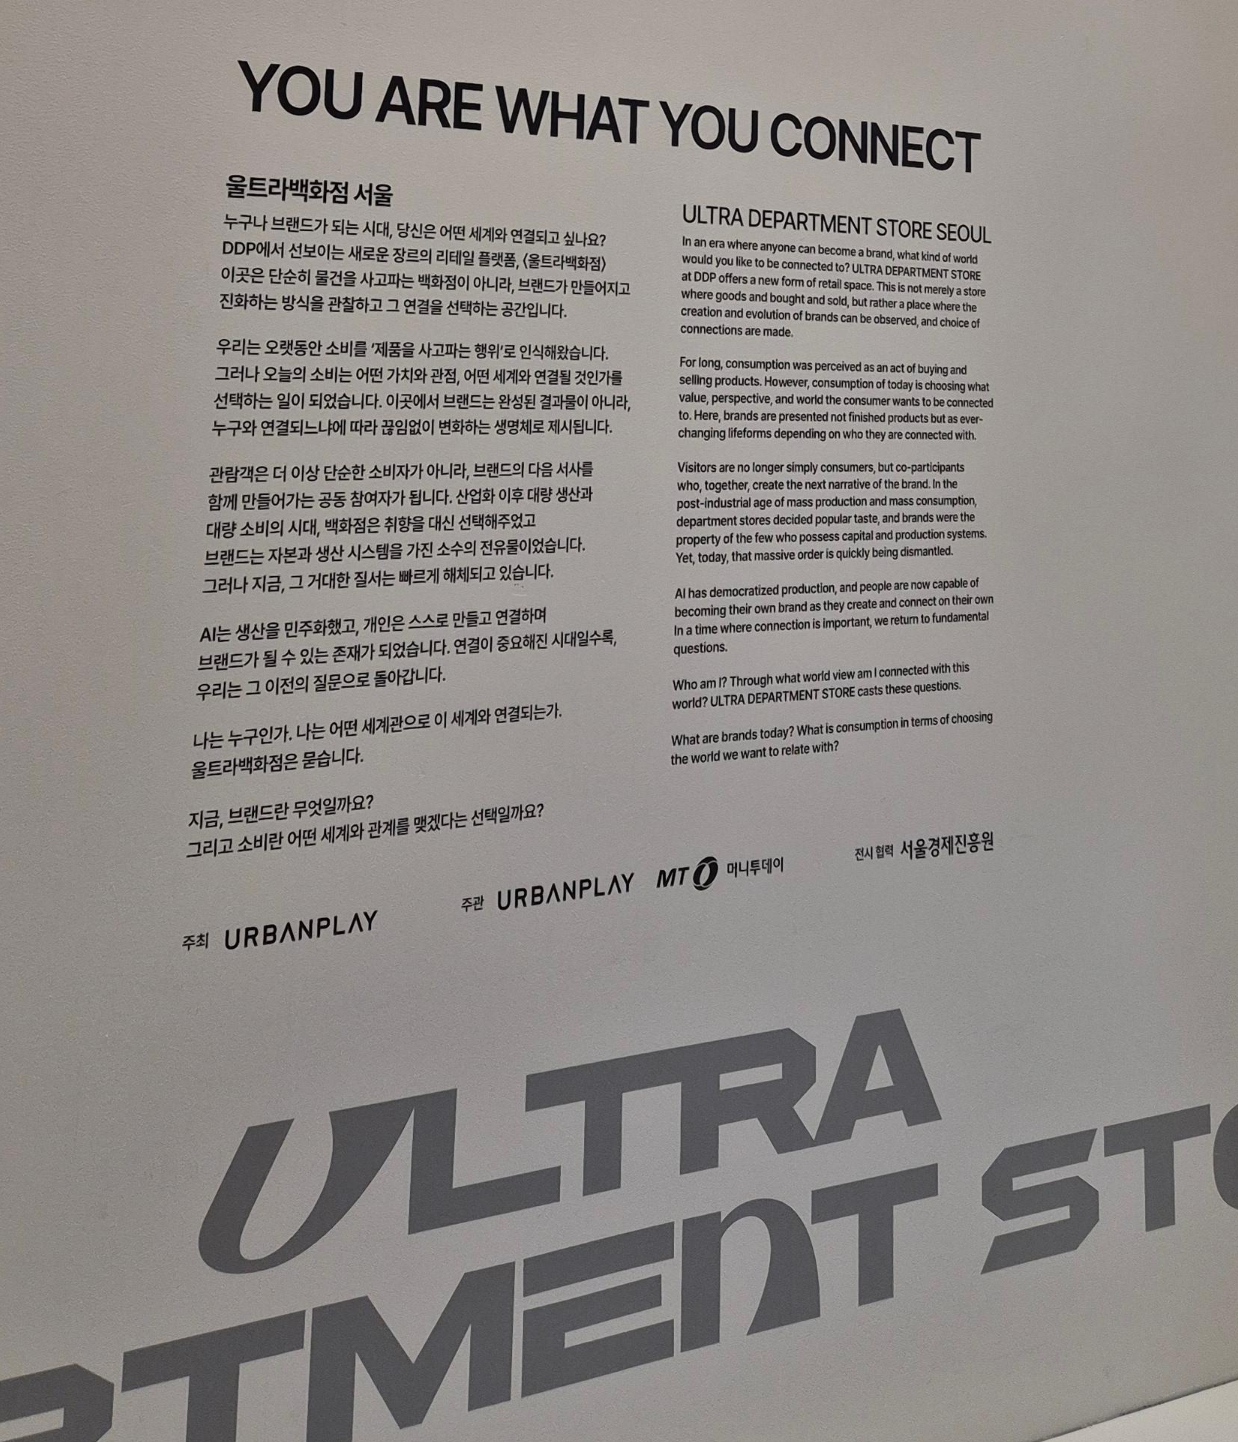 YOU ARE WHAT YOU CONNECT
울트라백화점 서울
누구나 브랜드가 되는 시대, 당신은 어떤 세계와 연결되고 싶나요?
DDP에서 선보이는 새로운 장르의 리테일 플랫폼, 〈울트라백화점〉
이곳은 단순히 물건을 사고파는 백화점이 아니라, 브랜드가 만들어지고
진화하는 방식을 관찰하고 그 연결을 선택하는 공간입니다.
우리는 오랫동안 소비를 '제품을 사고파는 행위'로 인식해왔습니다.
그러나 오늘의 소비는 어떤 가치와 관점, 어떤 세계와 연결될 것인가를
선택하는 일이 되었습니다. 이곳에서 브랜드는 완성된 결과물이 아니라,
누구와 연결되느냐에 따라 끊임없이 변화하는 생명체로 제시됩니다.
관람객은 더 이상 단순한 소비자가 아니라, 브랜드의 다음 서사를
함께 만들어가는 공동 참여자가 됩니다. 산업화 이후 대량 생산과
대량 소비의 시대, 백화점은 취향을 대신 선택해주었고
브랜드는 자본과 생산 시스템을 가진 소수의 전유물이었습니다.
그러나 지금, 그 거대한 질서는 빠르게 해체되고 있습니다.
AI는 생산을 민주화했고, 개인은 스스로 만들고 연결하며
브랜드가 될 수 있는 존재가 되었습니다. 연결이 중요해진 시대일수록,
우리는 그 이전의 질문으로 돌아갑니다.
나는 누구인가. 나는 어떤 세계관으로 이 세계와 연결되는가.
울트라백화점은 묻습니다.
지금, 브랜드란 무엇일까요?
그리고 소비란 어떤 세계와 관계를 맺겠다는 선택일까요?
ULTRA DEPARTMENT STORE SEOUL
In an era where anyone can become a brand, what kind of world
would you like to be connected to? ULTRA DEPARTMENT STORE
at DDP offers a new form of retail space. This is not merely a store
where goods and bought and sold, but rather a place where the
creation and evolution of brands can be observed, and choice of
connections are made.
For long, consumption was perceived as an act of buying and
selling products. However, consumption of today is choosing what
value, perspective, and world the consumer wants to be connected
to. Here, brands are presented not finished products but as ever-
changing lifeforms depending on who they are connected with.
Visitors are no longer simply consumers, but co-participants
who, together, create the next narrative of the brand. In the
post-industrial age of mass production and mass consumption,
department stores decided popular taste, and brands were the
property of the few who possess capital and production systems.
Yet, today, that massive order is quickly being dismantled.
AI has democratized production, and people are now capable of
becoming their own brand as they create and connect on their own
In a time where connection is important, we return to fundamental
questions.
Who am I? Through what world view am I connected with this
world? ULTRA DEPARTMENT STORE casts these questions.
What are brands today? What is consumption in terms of choosing
the world we want to relate with?
주최 URBANPLAY
주관 URBANPLAY MT 머니투데이
전시 협력 서울경제진흥원
ULTRA
RTMENT STO